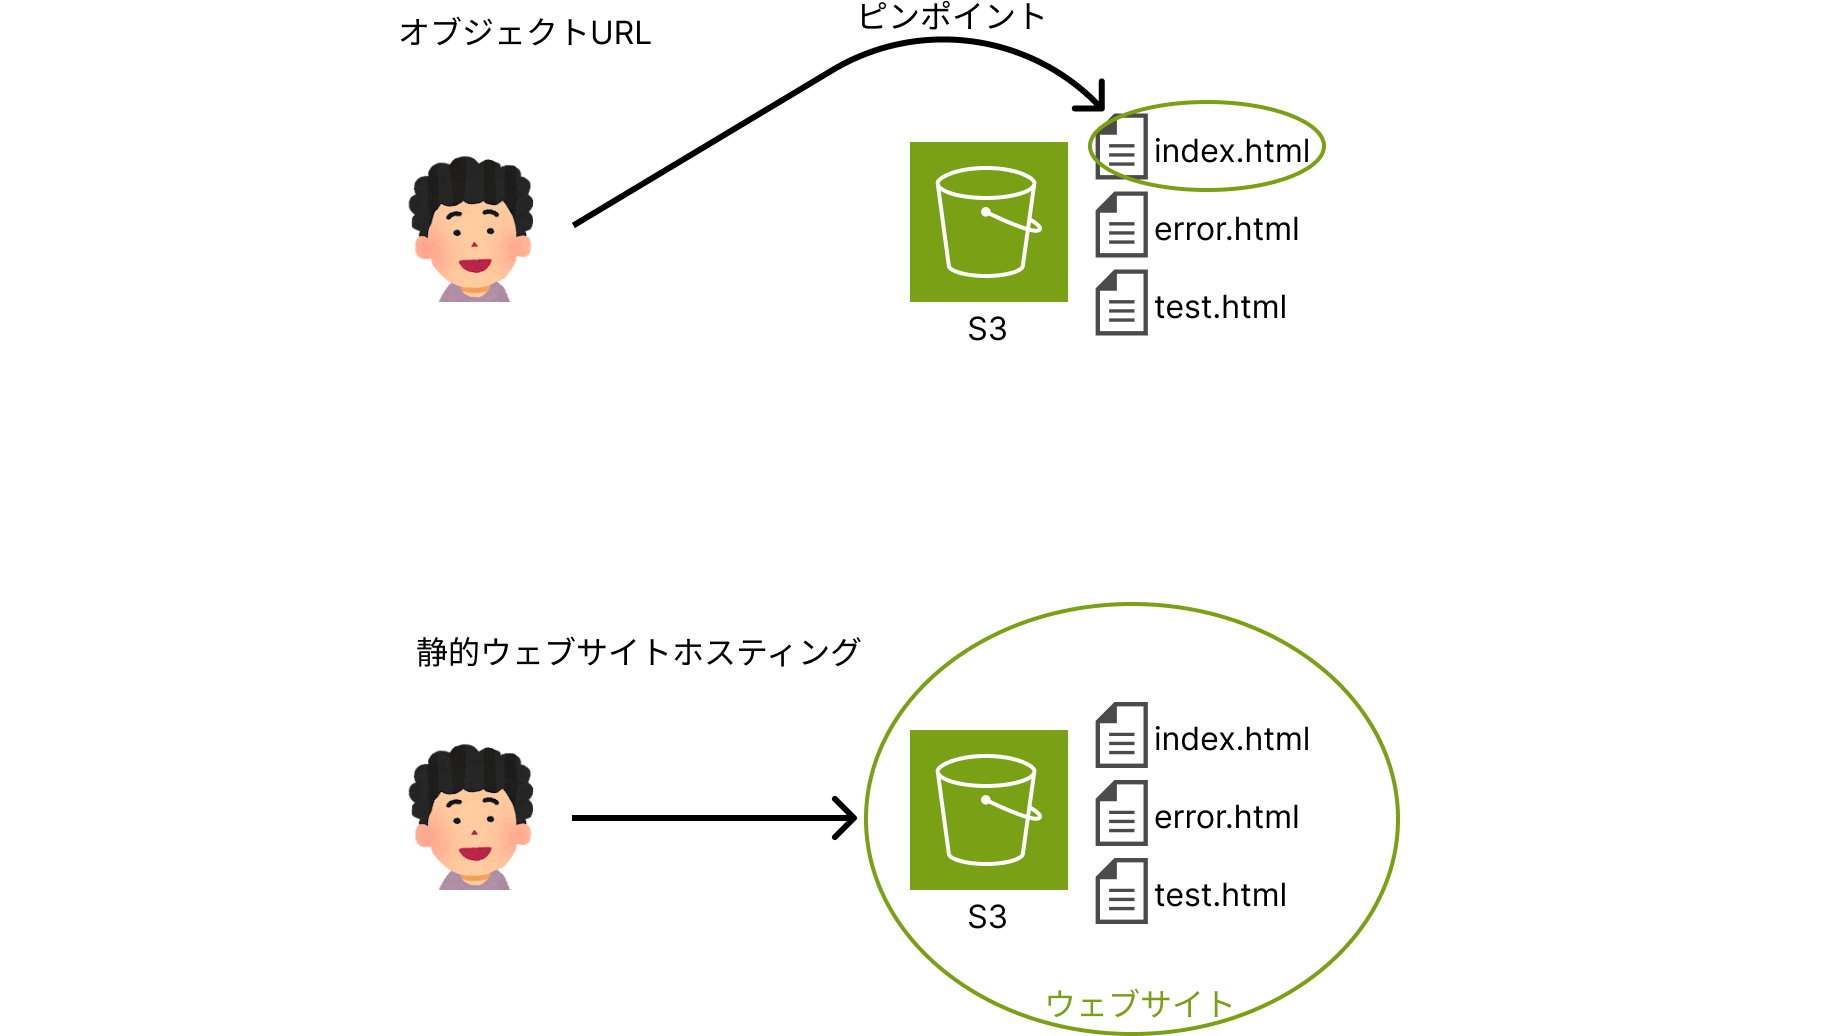 オブジェクトURL
ピンポイント
index.html
error.html
test.html
S3
静的ウェブサイトホスティング
index.html
error.html
test.html
S3
ウェブサイト